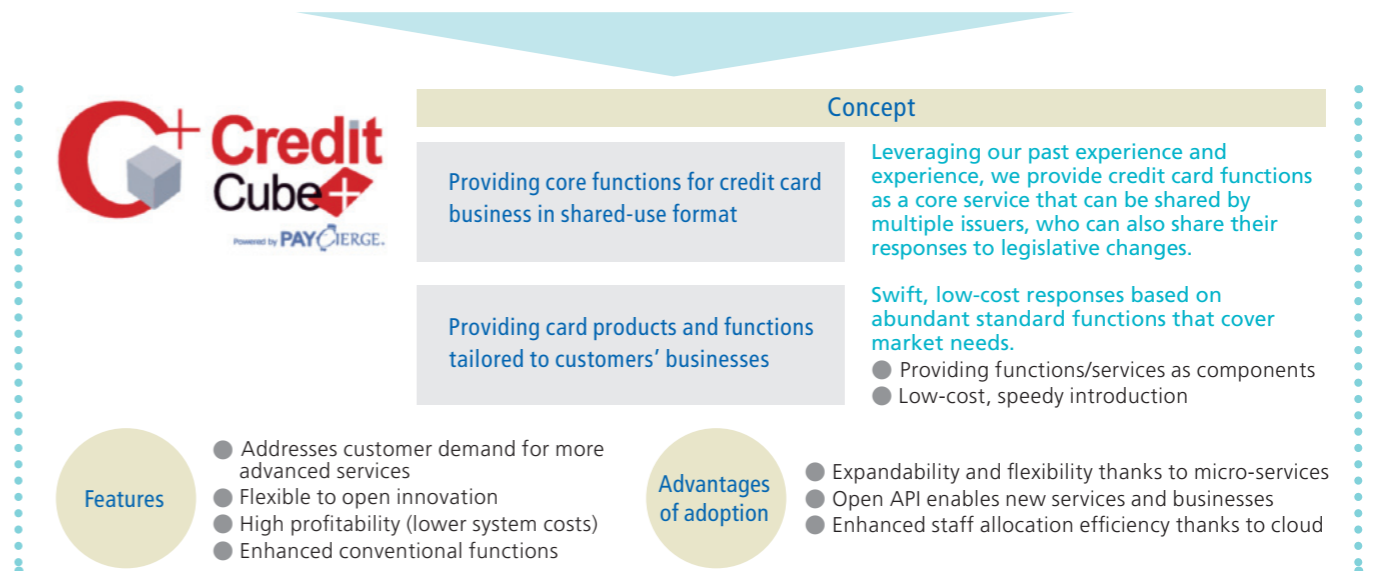 Credit
Cube+
Powered by PAYCIERGE.
Concept
Providing core functions for credit card
business in shared-use format
Leveraging our past experience and
experience, we provide credit card functions
as a core service that can be shared by
multiple issuers, who can also share their
responses to legislative changes.
Providing card products and functions
tailored to customers’ businesses
Swift, low-cost responses based on
abundant standard functions that cover
market needs.
● Providing functions/services as components
● Low-cost, speedy introduction
Features
● Addresses customer demand for more
advanced services
● Flexible to open innovation
● High profitability (lower system costs)
● Enhanced conventional functions
Advantages
of adoption
● Expandability and flexibility thanks to micro-services
● Open API enables new services and businesses
● Enhanced staff allocation efficiency thanks to cloud